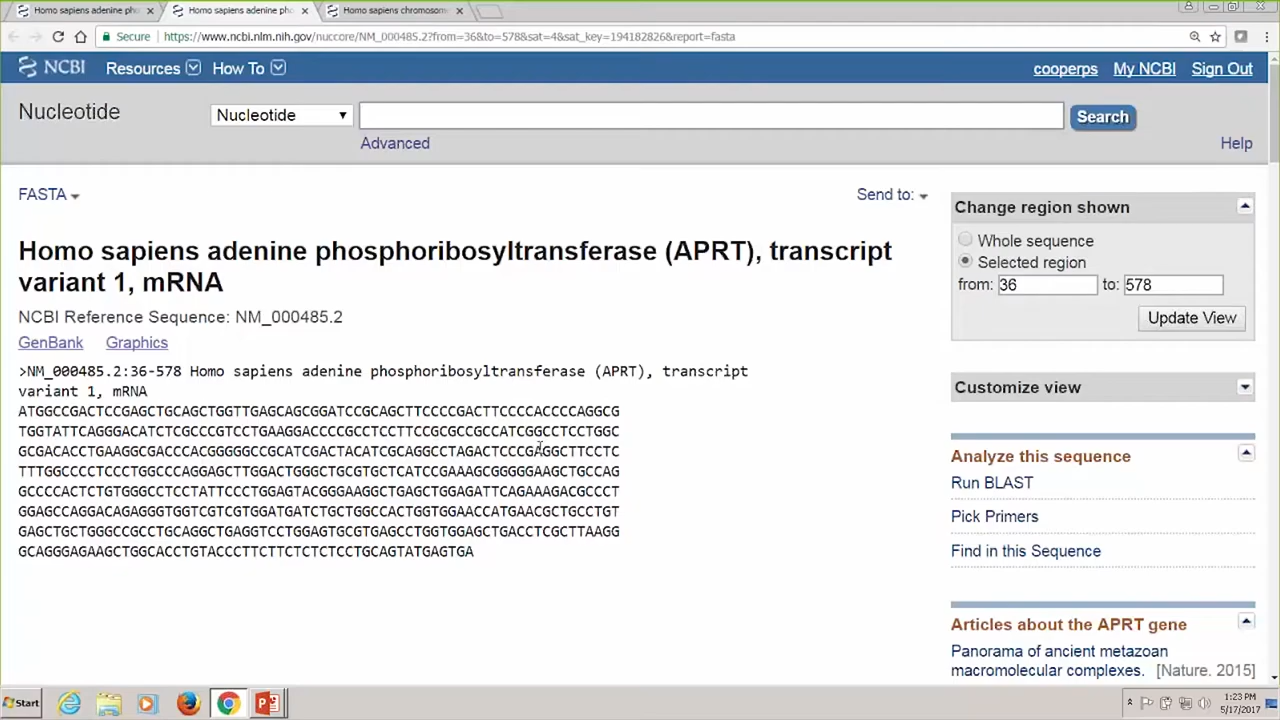 Homo sapiens adenine pho
Homo sapiens adenine pho
Homo sapiens chromosome
Secure
https://www.ncbi.nlm.nih.gov/nuccore/NM_000485.2?from=36&to=578&sat=4&sat_key=194182826&report=fasta
NCBI
Resources
How To
cooperps
My NCBI
Sign Out
Nucleotide
Nucleotide
Search
Advanced
Help
FASTA
Send to:
Homo sapiens adenine phosphoribosyltransferase (APRT), transcript
variant 1, mRNA
NCBI Reference Sequence: NM_000485.2
GenBank
Graphics
>NM_000485.2:36-578 Homo sapiens adenine phosphoribosyltransferase (APRT), transcript
variant 1, mRNA
ATGGCCGACTCCGAGCTGCAGCTGGTTGAGCAGCGGATCCGCAGCTTCCCCGACTTCCCCACCCCAGGCG
TGGTATTCAGGGACATCTCGCCCGTCCTGAAGGACCCCGCCTCCTTCCGCGCCGCCATCGGCCTCCTGGC
GCGACACCTGAAGGCGACCCACGGGGGCCGCATCGACTACATCGCAGGCCTAGACTCCCGAGGCTTCCTC
TTTGGCCCCTCCCTGGCCCAGGAGCTTGGACTGGGCTGCGTGCTCATCCGAAAGCGGGGGAAGCTGCCAG
GCCCCACTCTGTGGGCCTCCTATTCCCTGGAGTACGGGAAGGCTGAGCTGGAGATTCAGAAAGACGCCCT
GGAGCCAGGACAGAGGGTGGTCGTCGTGGATGATCTGCTGGCCACTGGTGGAACCATGAACGCTGCCTGT
GAGCTGCTGGGCCGCCTGCAGGCTGAGGTCCTGGAGTGCGTGAGCCTGGTGGAGCTGACCTCGCTTAAGG
GCAGGGAGAAGCTGGCACCTGTACCCTTCTTCTCTCTCCTGCAGTATGAGTGA
Change region shown
Whole sequence
Selected region
from: 36 to: 578
Update View
Customize view
Analyze this sequence
Run BLAST
Pick Primers
Find in this Sequence
Articles about the APRT gene
Panorama of ancient metazoan
macromolecular complexes. [Nature. 2015]
Start
1:23 PM
5/17/2017